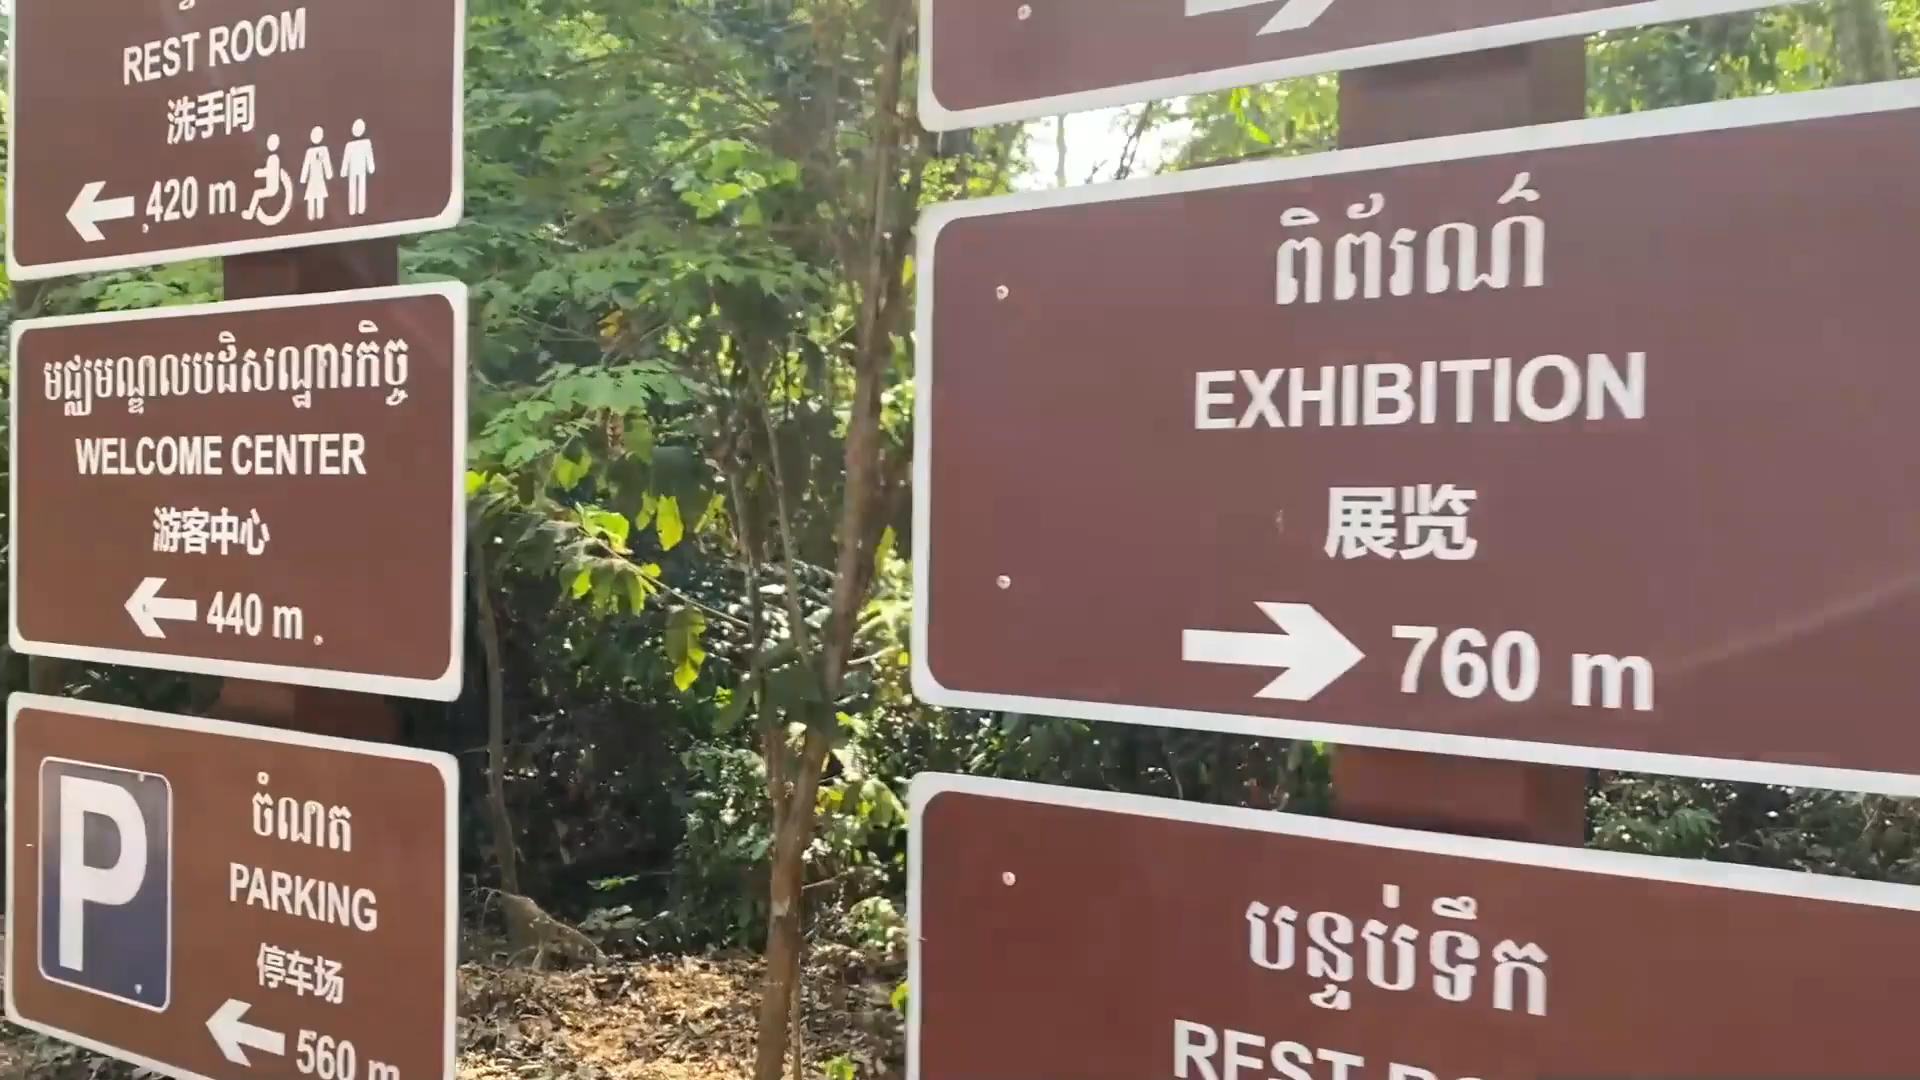 REST ROOM
洗手间
420 m
មជ្ឈមណ្ឌលបដិសណ្ឋារកិច្ច
WELCOME CENTER
游客中心
440 m
P
ចំណត
PARKING
停车场
560 m
ពិព័រណ៌
EXHIBITION
展览
760 m
បន្ទប់ទឹក
REST